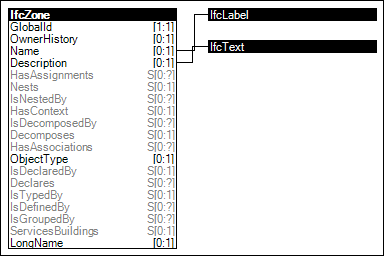 IfcZone
GlobalId [1:1]
OwnerHistory [0:1]
Name [0:1]
Description [0:1]
HasAssignments S[0:?]
Nests S[0:1]
IsNestedBy S[0:?]
HasContext S[0:1]
IsDecomposedBy S[0:?]
Decomposes S[0:1]
HasAssociations S[0:?]
ObjectType [0:1]
IsDeclaredBy S[0:1]
Declares S[0:?]
IsTypedBy S[0:1]
IsDefinedBy S[0:?]
IsGroupedBy S[0:?]
ServicesBuildings S[0:1]
LongName [0:1]
IfcLabel
IfcText